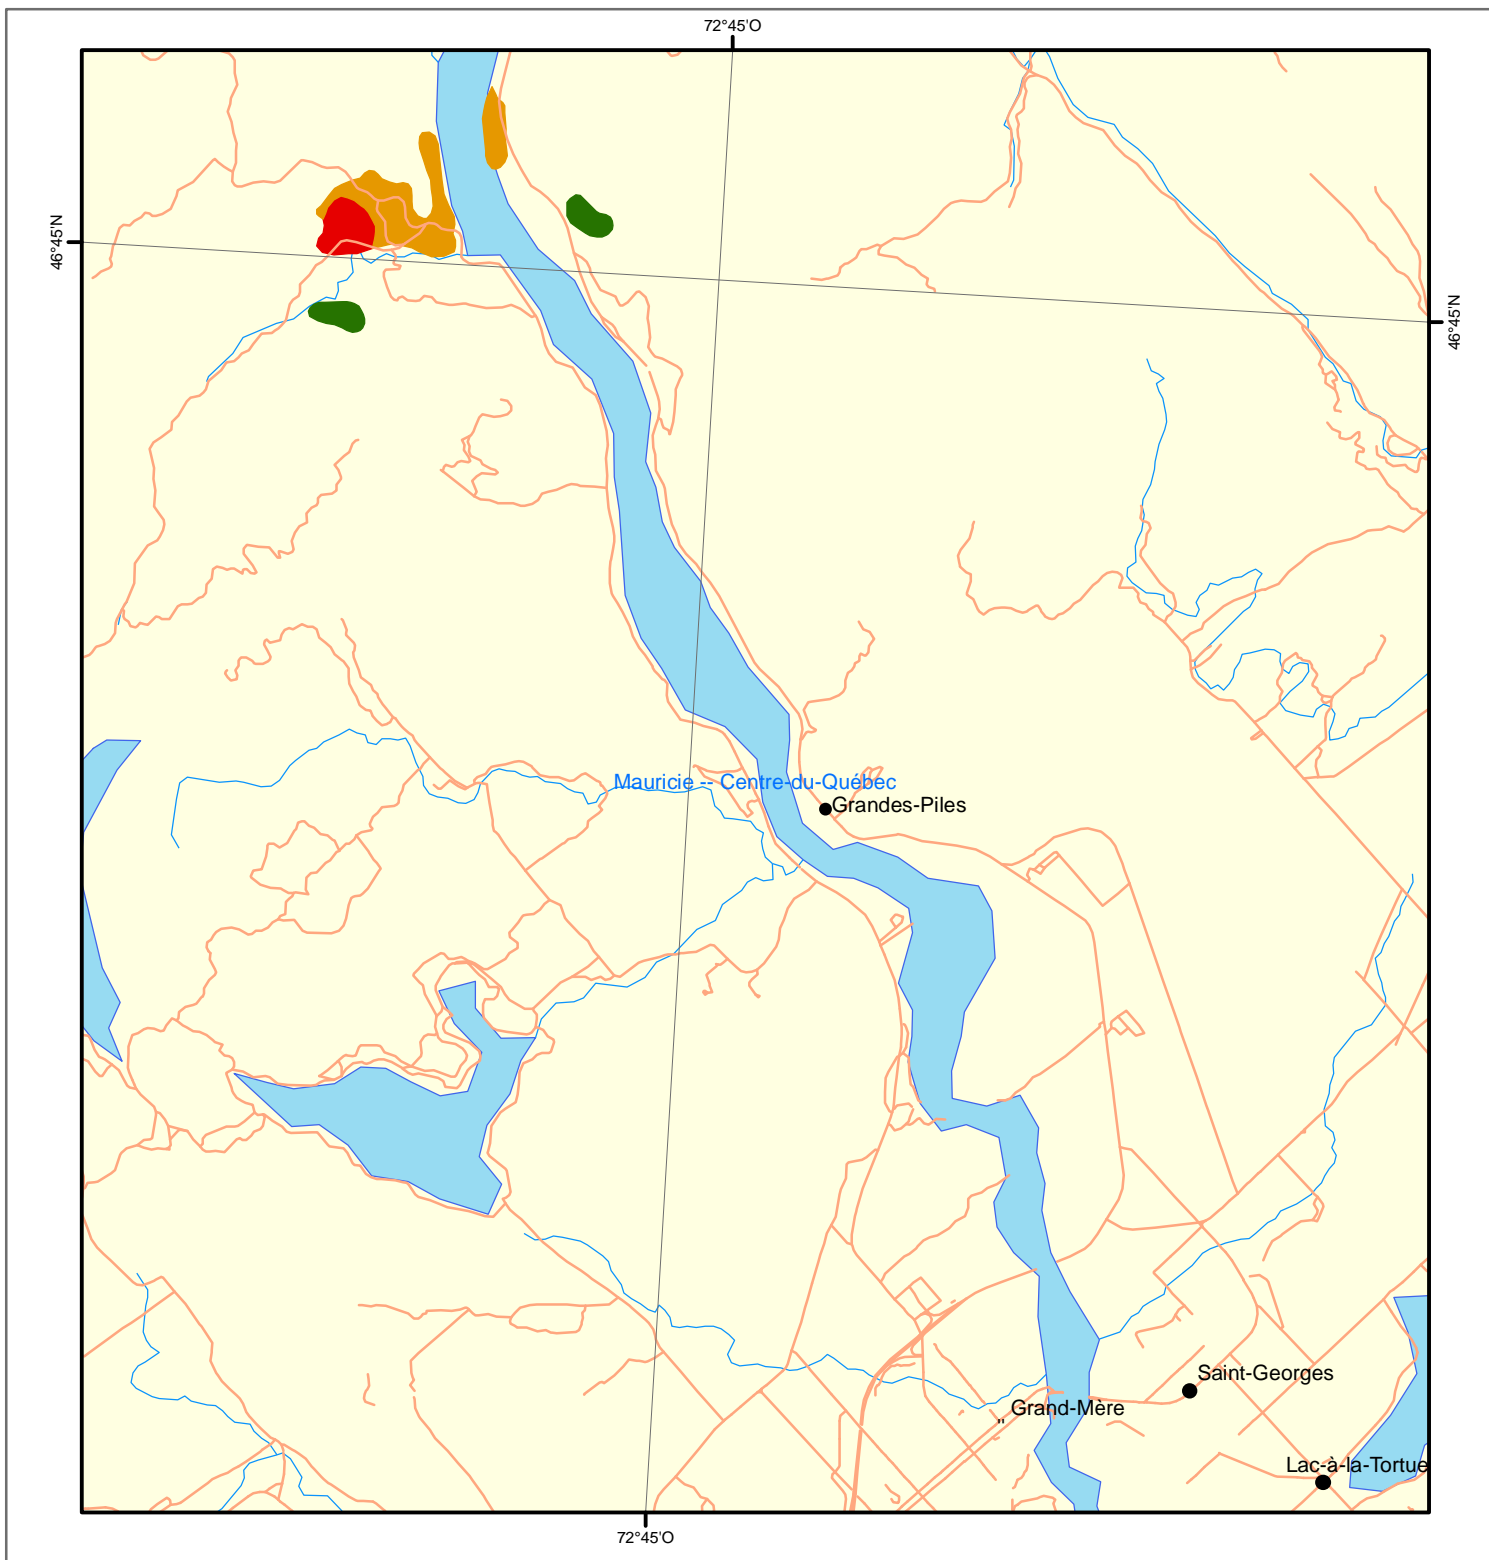 72°45'O
46°45'N
46°45'N
Mauricie -- Centre-du-Québec
Grandes-Piles
Saint-Georges
Grand-Mère
Lac-à-la-Tortue
72°45'O